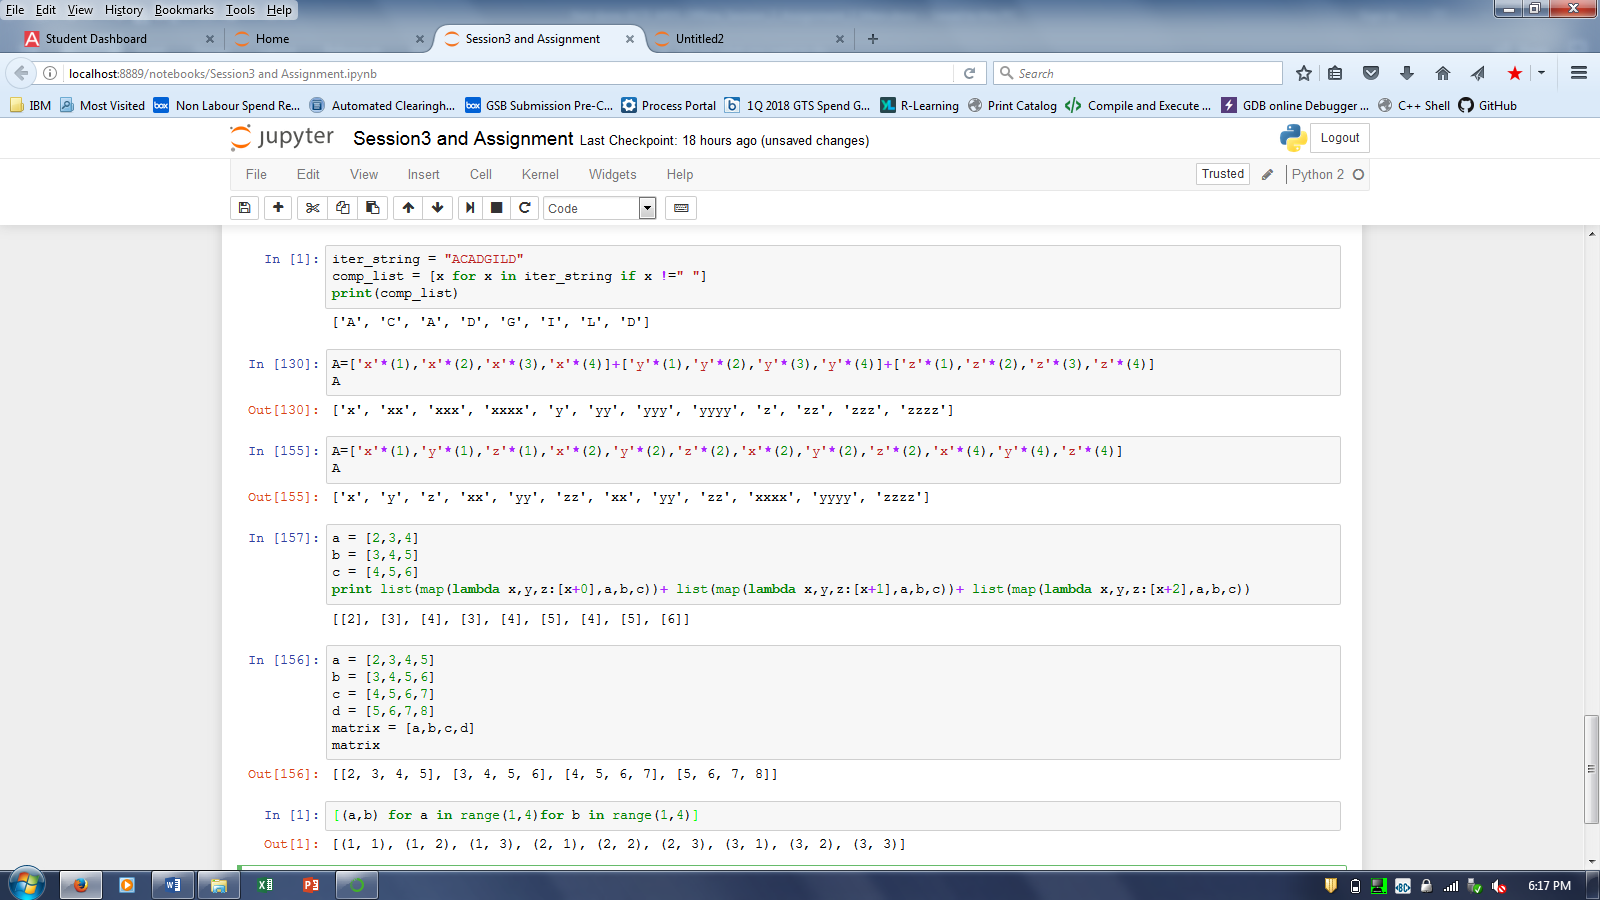 File Edit View History Bookmarks Tools Help
Student Dashboard × Home × Session3 and Assignment × Untitled2 × +
localhost:8889/notebooks/Session3 and Assignment.ipynb Search
IBM Most Visited box Non Labour Spend Re... Automated Clearingh... box GSB Submission Pre-C... Process Portal b 1Q 2018 GTS Spend G... R-Learning Print Catalog Compile and Execute ... GDB online Debugger ... C++ Shell GitHub
jupyter Session3 and Assignment Last Checkpoint: 18 hours ago (unsaved changes) Logout
File Edit View Insert Cell Kernel Widgets Help Trusted Python 2
Code
In [1]: iter_string = "ACADGILD"
comp_list = [x for x in iter_string if x !=" "]
print(comp_list)
['A', 'C', 'A', 'D', 'G', 'I', 'L', 'D']
In [130]: A=['x'*(1),'x'*(2),'x'*(3),'x'*(4)]+['y'*(1),'y'*(2),'y'*(3),'y'*(4)]+['z'*(1),'z'*(2),'z'*(3),'z'*(4)]
A
Out[130]: ['x', 'xx', 'xxx', 'xxxx', 'y', 'yy', 'yyy', 'yyyy', 'z', 'zz', 'zzz', 'zzzz']
In [155]: A=['x'*(1),'y'*(1),'z'*(1),'x'*(2),'y'*(2),'z'*(2),'x'*(2),'y'*(2),'z'*(2),'x'*(4),'y'*(4),'z'*(4)]
A
Out[155]: ['x', 'y', 'z', 'xx', 'yy', 'zz', 'xx', 'yy', 'zz', 'xxxx', 'yyyy', 'zzzz']
In [157]: a = [2,3,4]
b = [3,4,5]
c = [4,5,6]
print list(map(lambda x,y,z:[x+0],a,b,c))+ list(map(lambda x,y,z:[x+1],a,b,c))+ list(map(lambda x,y,z:[x+2],a,b,c))
[[2], [3], [4], [3], [4], [5], [4], [5], [6]]
In [156]: a = [2,3,4,5]
b = [3,4,5,6]
c = [4,5,6,7]
d = [5,6,7,8]
matrix = [a,b,c,d]
matrix
Out[156]: [[2, 3, 4, 5], [3, 4, 5, 6], [4, 5, 6, 7], [5, 6, 7, 8]]
In [1]: [(a,b) for a in range(1,4)for b in range(1,4)]
Out[1]: [(1, 1), (1, 2), (1, 3), (2, 1), (2, 2), (2, 3), (3, 1), (3, 2), (3, 3)]
6:17 PM